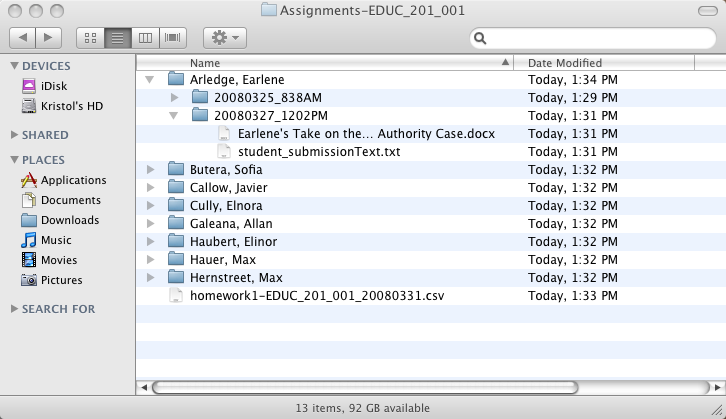 Assignments-EDUC_201_001
Name Date Modified
DEVICES
iDisk
Kristol's HD
SHARED
PLACES
Applications
Documents
Downloads
Music
Movies
Pictures
SEARCH FOR
Arledge, Earlene Today, 1:34 PM
20080325_838AM Today, 1:29 PM
20080327_1202PM Today, 1:31 PM
Earlene's Take on the... Authority Case.docx Today, 1:31 PM
student_submissionText.txt Today, 1:31 PM
Butera, Sofia Today, 1:32 PM
Callow, Javier Today, 1:32 PM
Cully, Elnora Today, 1:32 PM
Galeana, Allan Today, 1:32 PM
Haubert, Elinor Today, 1:32 PM
Hauer, Max Today, 1:32 PM
Hernstreet, Max Today, 1:32 PM
homework1-EDUC_201_001_20080331.csv Today, 1:33 PM
13 items, 92 GB available